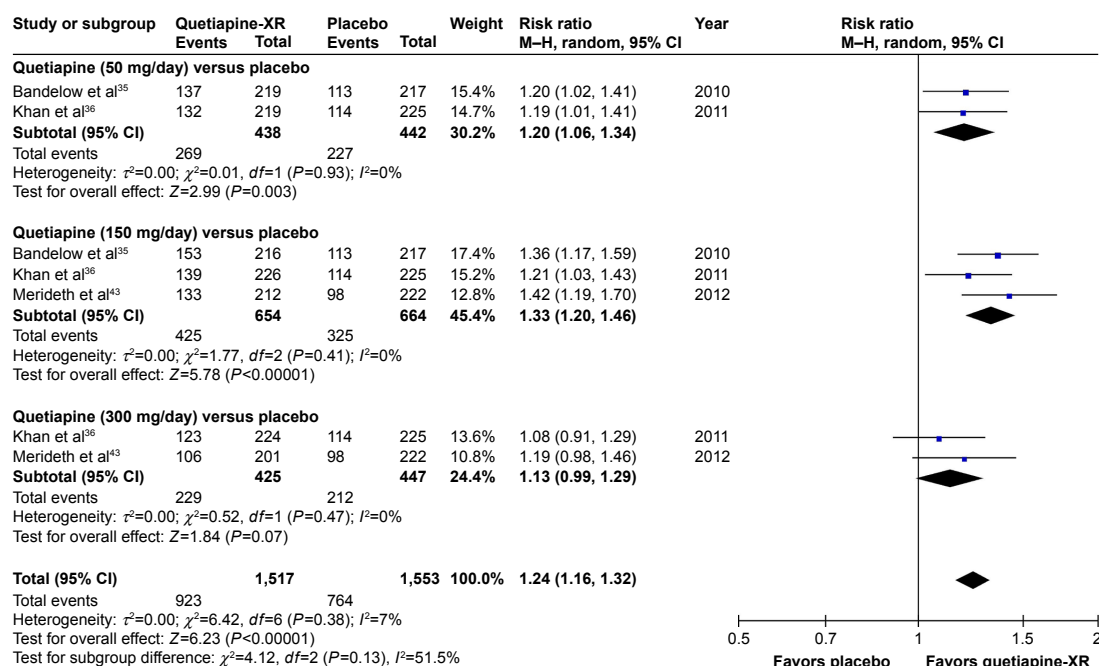 Study or subgroup Quetiapine-XR Placebo Weight Risk ratio Year Risk ratio
Events Total Events Total M–H, random, 95% CI M–H, random, 95% CI
Quetiapine (50 mg/day) versus placebo
Bandelow et al35 137 219 113 217 15.4% 1.20 (1.02, 1.41) 2010
Khan et al36 132 219 114 225 14.7% 1.19 (1.01, 1.41) 2011
Subtotal (95% CI) 438 442 30.2% 1.20 (1.06, 1.34)
Total events 269 227
Heterogeneity: τ²=0.00; χ²=0.01, df=1 (P=0.93); I²=0%
Test for overall effect: Z=2.99 (P=0.003)
Quetiapine (150 mg/day) versus placebo
Bandelow et al35 153 216 113 217 17.4% 1.36 (1.17, 1.59) 2010
Khan et al36 139 226 114 225 15.2% 1.21 (1.03, 1.43) 2011
Merideth et al43 133 212 98 222 12.8% 1.42 (1.19, 1.70) 2012
Subtotal (95% CI) 654 664 45.4% 1.33 (1.20, 1.46)
Total events 425 325
Heterogeneity: τ²=0.00; χ²=1.77, df=2 (P=0.41); I²=0%
Test for overall effect: Z=5.78 (P<0.00001)
Quetiapine (300 mg/day) versus placebo
Khan et al36 123 224 114 225 13.6% 1.08 (0.91, 1.29) 2011
Merideth et al43 106 201 98 222 10.8% 1.19 (0.98, 1.46) 2012
Subtotal (95% CI) 425 447 24.4% 1.13 (0.99, 1.29)
Total events 229 212
Heterogeneity: τ²=0.00; χ²=0.52, df=1 (P=0.47); I²=0%
Test for overall effect: Z=1.84 (P=0.07)
Total (95% CI) 1,517 1,553 100.0% 1.24 (1.16, 1.32)
Total events 923 764
Heterogeneity: τ²=0.00; χ²=6.42, df=6 (P=0.38); I²=7%
Test for overall effect: Z=6.23 (P<0.00001)
Test for subgroup difference: χ²=4.12, df=2 (P=0.13), I²=51.5%
0.5 0.7 1 1.5 2
Favors placebo Favors quetiapine-XR